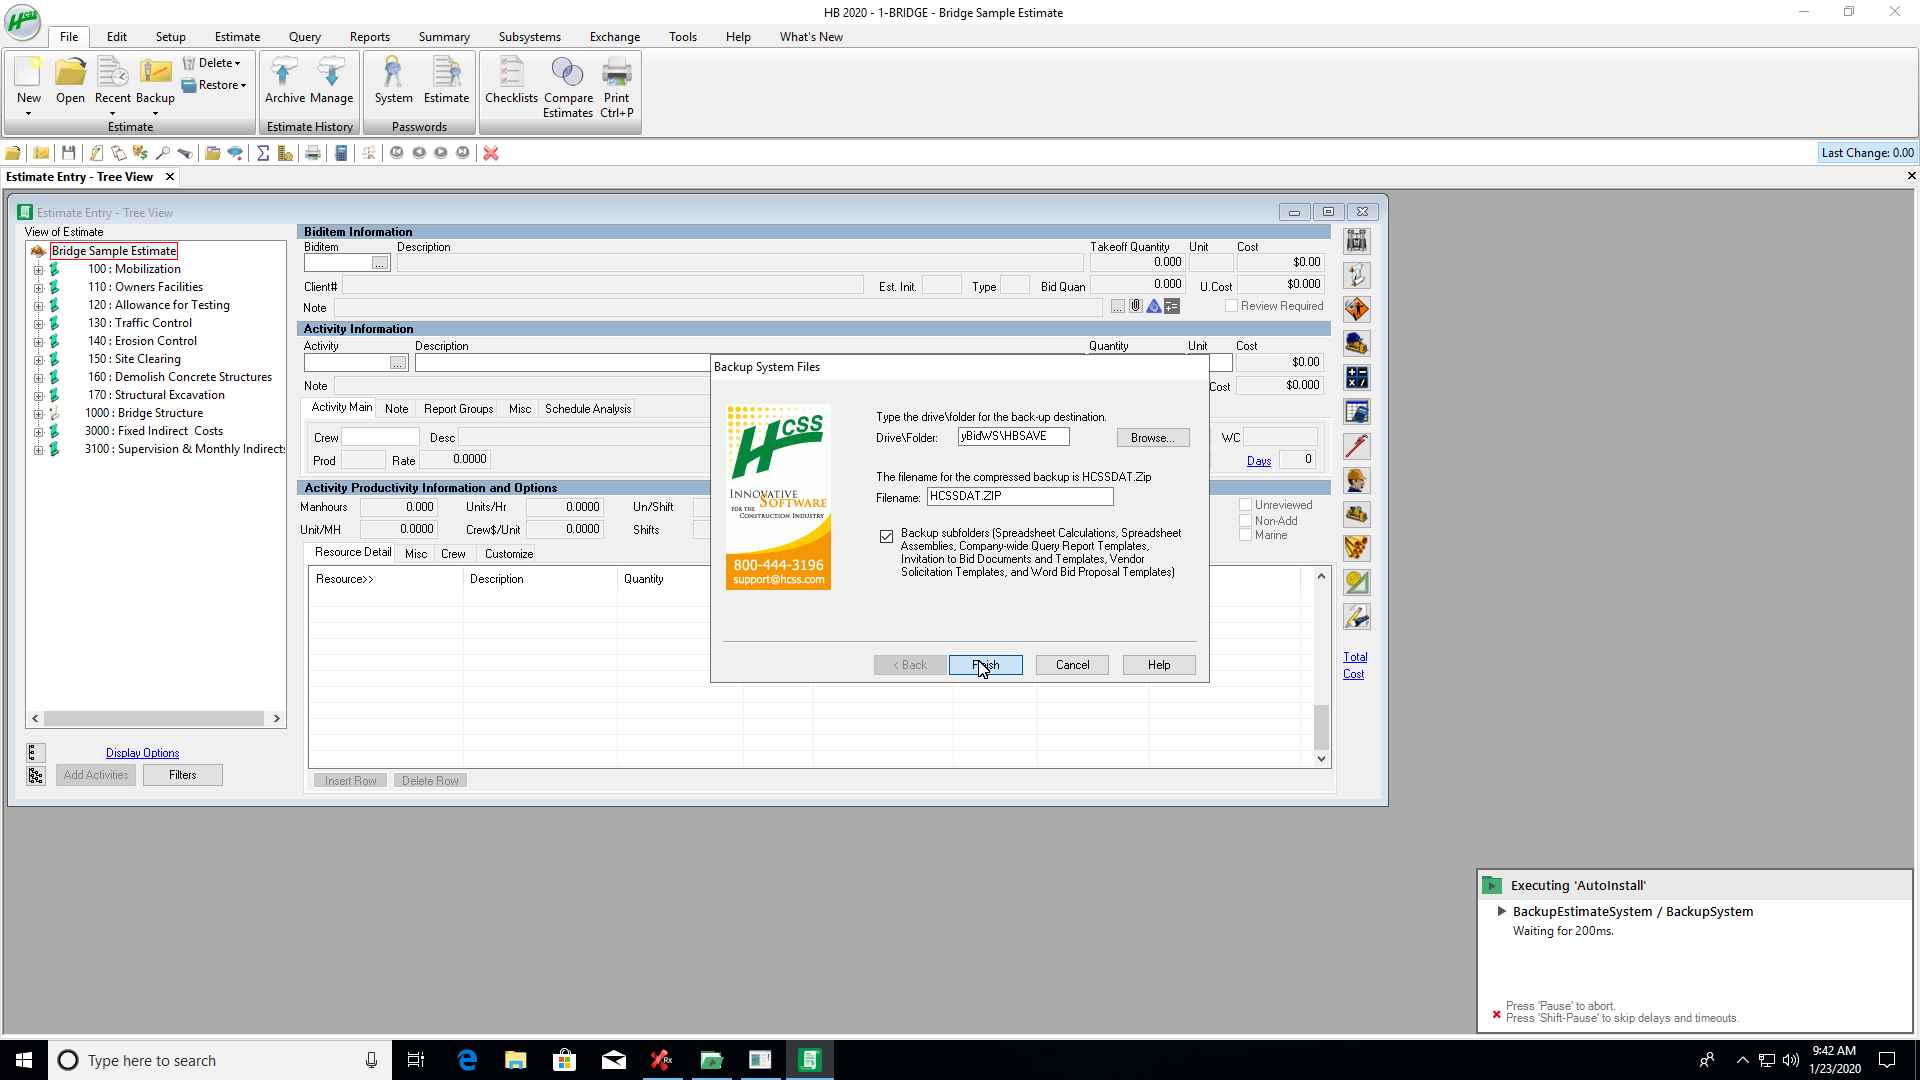 HB 2020 - 1-BRIDGE - Bridge Sample Estimate
File Edit Setup Estimate Query Reports Summary Subsystems Exchange Tools Help What's New
New Open Recent Backup Delete Restore
Archive Manage
System Estimate
Checklists Compare Estimates Print Ctrl+P
Estimate Estimate History Passwords
Last Change: 0.00
Estimate Entry - Tree View
Estimate Entry - Tree View
View of Estimate
Bridge Sample Estimate
100 : Mobilization
110 : Owners Facilities
120 : Allowance for Testing
130 : Traffic Control
140 : Erosion Control
150 : Site Clearing
160 : Demolish Concrete Structures
170 : Structural Excavation
1000 : Bridge Structure
3000 : Fixed Indirect Costs
3100 : Supervision & Monthly Indirects
Display Options
Add Activities Filters
Biditem Information
Biditem Description Takeoff Quantity Unit Cost
... 0.000 $0.00
Client# Est. Init. Type Bid Quan 0.000 U.Cost $0.000
Note ... Review Required
Activity Information
Activity Description Quantity Unit Cost
... $0.00
Note Cost $0.000
Activity Main Note Report Groups Misc Schedule Analysis
Crew Desc WC
Prod Rate 0.0000 Days 0
Activity Productivity Information and Options
Manhours 0.000 Units/Hr 0.0000 Un/Shift Unreviewed
Non-Add
Unit/MH 0.0000 Crew$/Unit 0.0000 Shifts Marine
Resource Detail Misc Crew Customize
Resource>> Description Quantity
Insert Row Delete Row
Total
Cost
Backup System Files
HCSS
INNOVATIVE
SOFTWARE
FOR THE CONSTRUCTION INDUSTRY
800-444-3196
support@hcss.com
Type the drive\folder for the back-up destination.
Drive\Folder: yBidWS\HBSAVE Browse...
The filename for the compressed backup is HCSSDAT.Zip
Filename: HCSSDAT.ZIP
Backup subfolders (Spreadsheet Calculations, Spreadsheet
Assemblies, Company-wide Query Report Templates,
Invitation to Bid Documents and Templates, Vendor
Solicitation Templates, and Word Bid Proposal Templates)
< Back Finish Cancel Help
Executing 'AutoInstall'
BackupEstimateSystem / BackupSystem
Waiting for 200ms.
Press 'Pause' to abort.
Press 'Shift-Pause' to skip delays and timeouts.
Type here to search
9:42 AM
1/23/2020